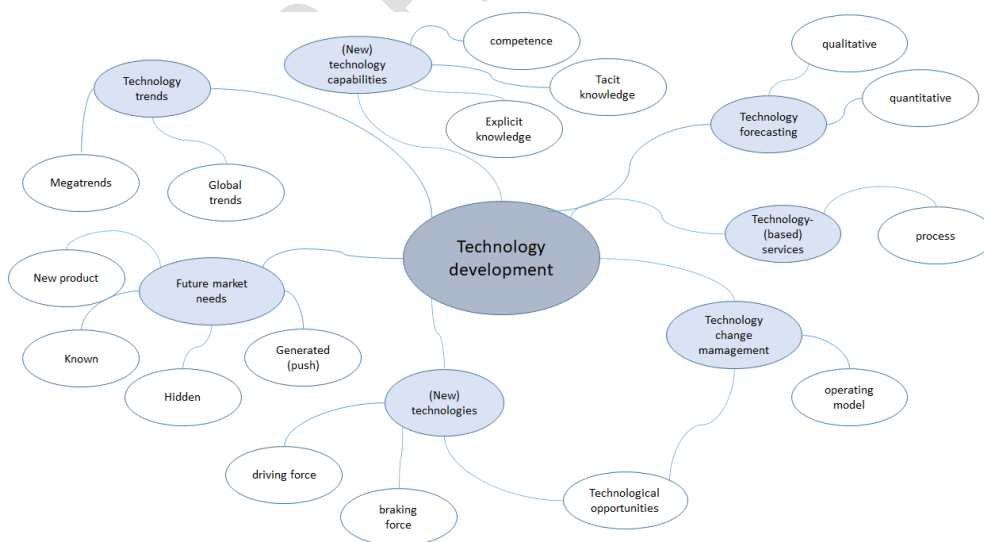 (New)
technology
capabilities
competence
Tacit
knowledge
Explicit
knowledge
qualitative
quantitative
Technology
forecasting
Technology
trends
Megatrends
Global
trends
Technology
development
Technology-
(based)
services
process
New product
Future market
needs
Known
Hidden
Generated
(push)
Technology
change
mamagement
operating
model
(New)
technologies
driving force
braking
force
Technological
opportunities